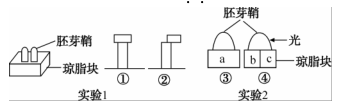 胚芽鞘
琼脂块
① ②
实验1
胚芽鞘
光
a b c
琼脂块
③ ④
实验2